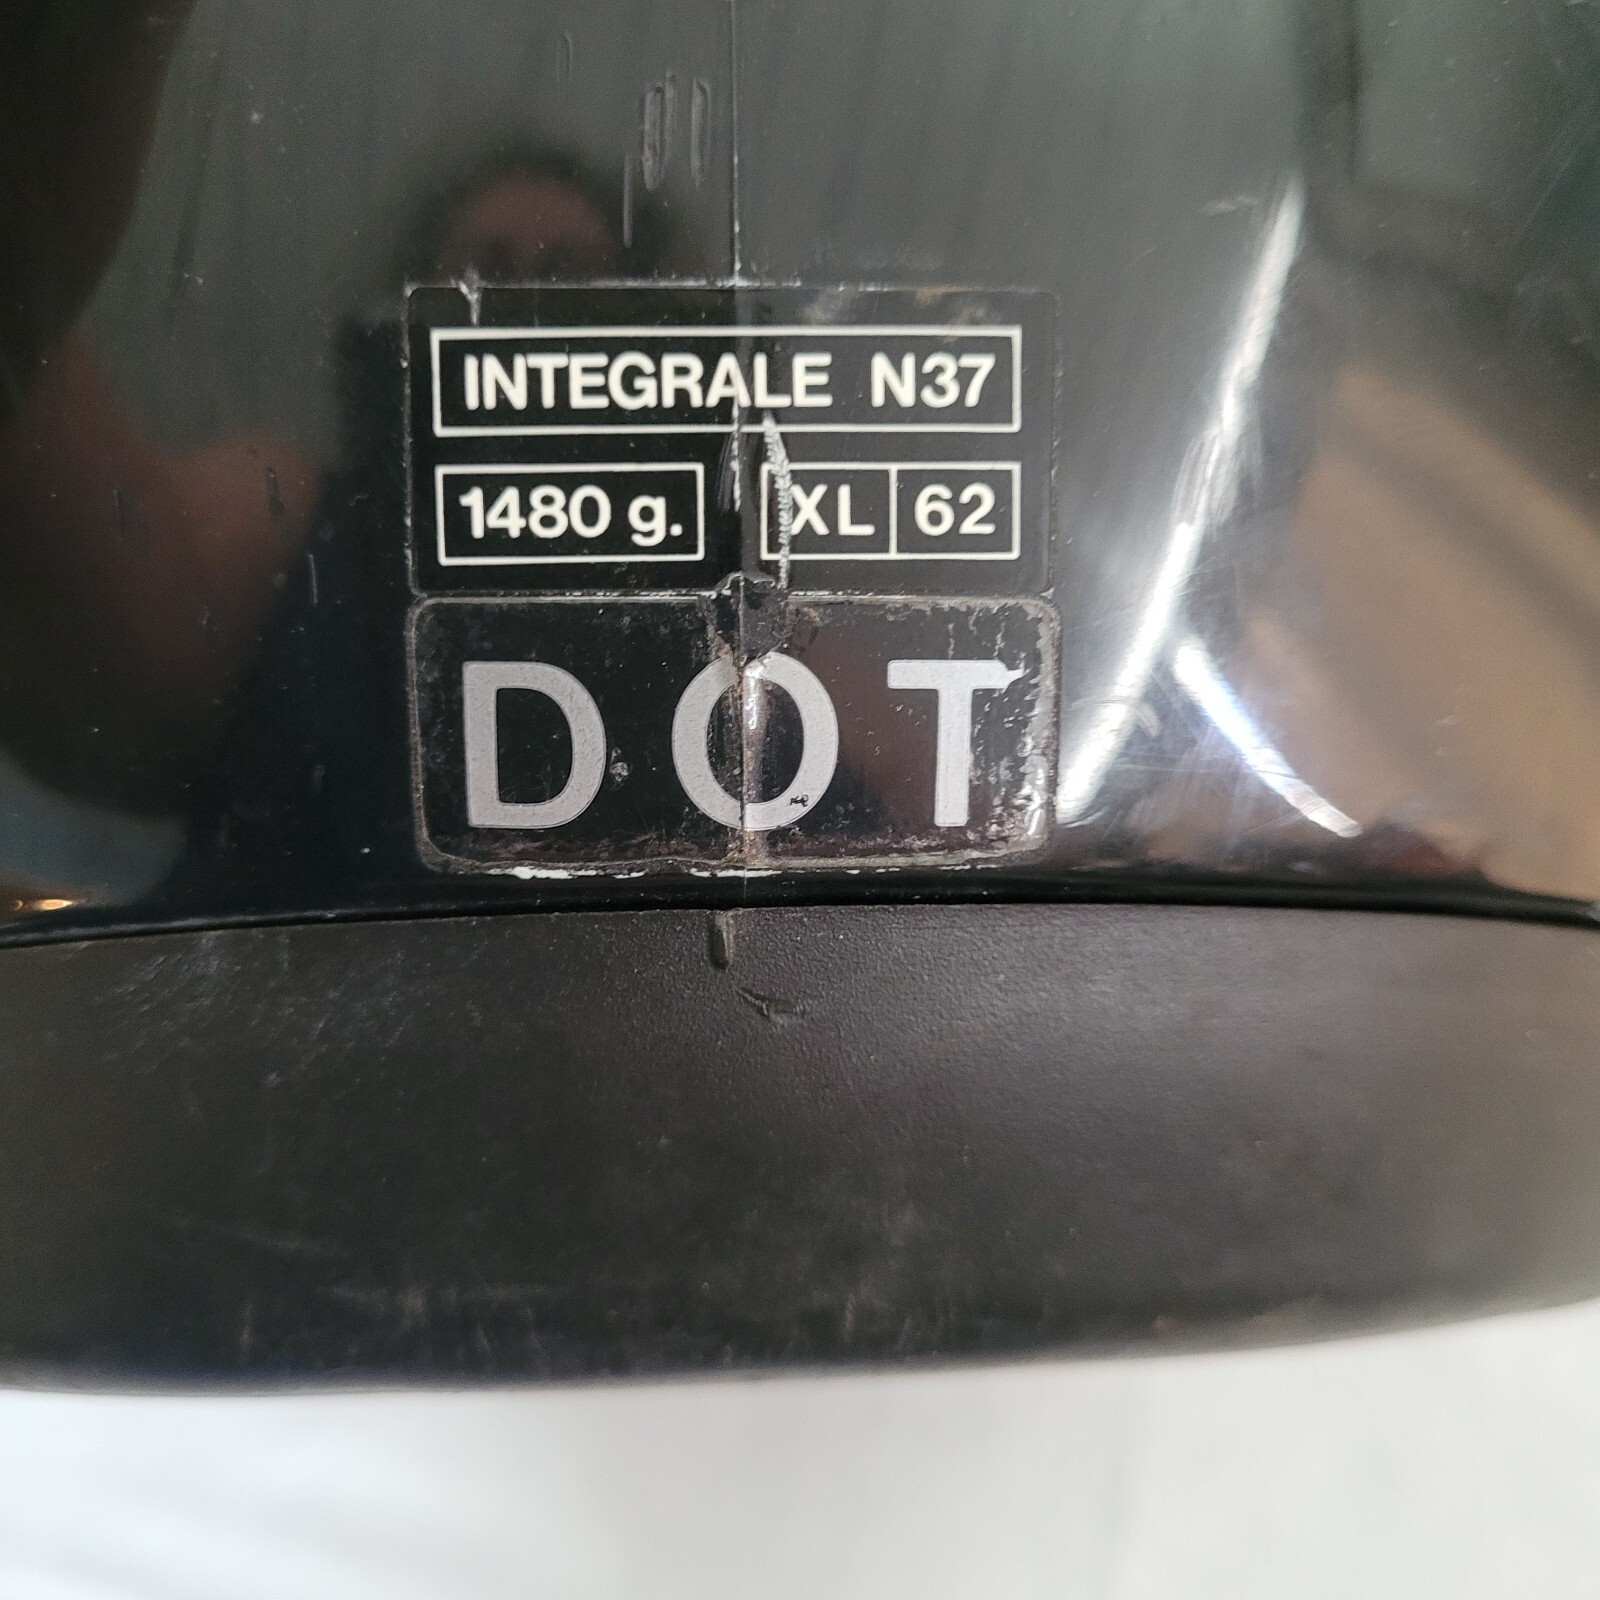 INTEGRALE N37
1480 g. XL 62
DOT